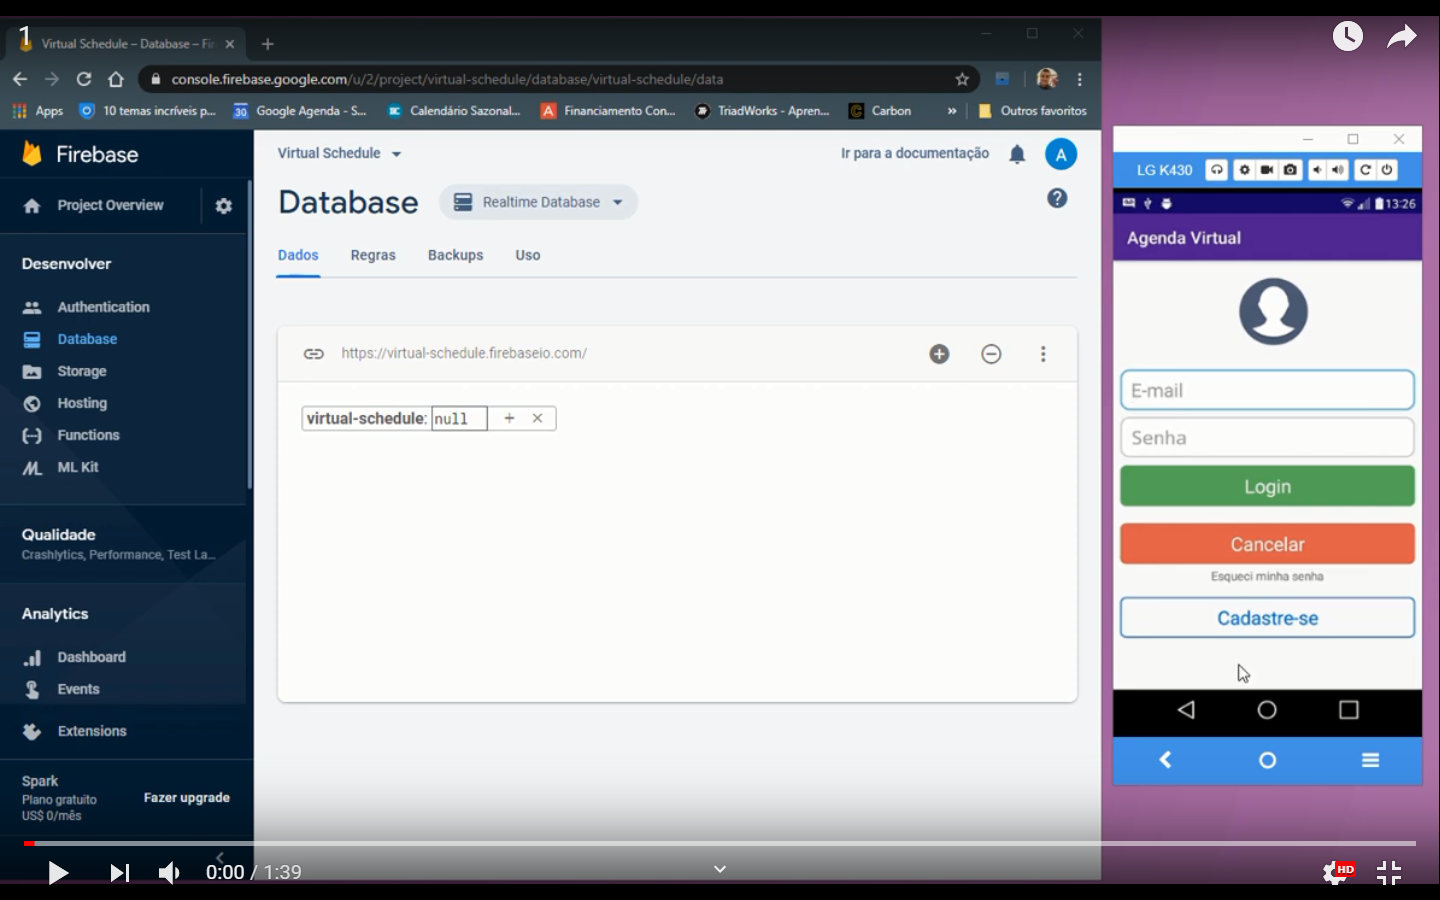 1
Virtual Schedule – Database – Fir
console.firebase.google.com/u/2/project/virtual-schedule/database/virtual-schedule/data
Apps
10 temas incríveis p...
30
Google Agenda - S...
Calendário Sazonal...
Financiamento Con...
TriadWorks - Apren...
Carbon
»
Outros favoritos
Firebase
Project Overview
Desenvolver
Authentication
Database
Storage
Hosting
Functions
ML Kit
Qualidade
Crashlytics, Performance, Test La...
Analytics
Dashboard
Events
Extensions
Spark
Plano gratuito
US$ 0/mês
Fazer upgrade
Virtual Schedule
Ir para a documentação
A
Database
Realtime Database
Dados
Regras
Backups
Uso
https://virtual-schedule.firebaseio.com/
virtual-schedule: null
LG K430
13:26
Agenda Virtual
E-mail
Senha
Login
Cancelar
Esqueci minha senha
Cadastre-se
0:00 / 1:39
HD